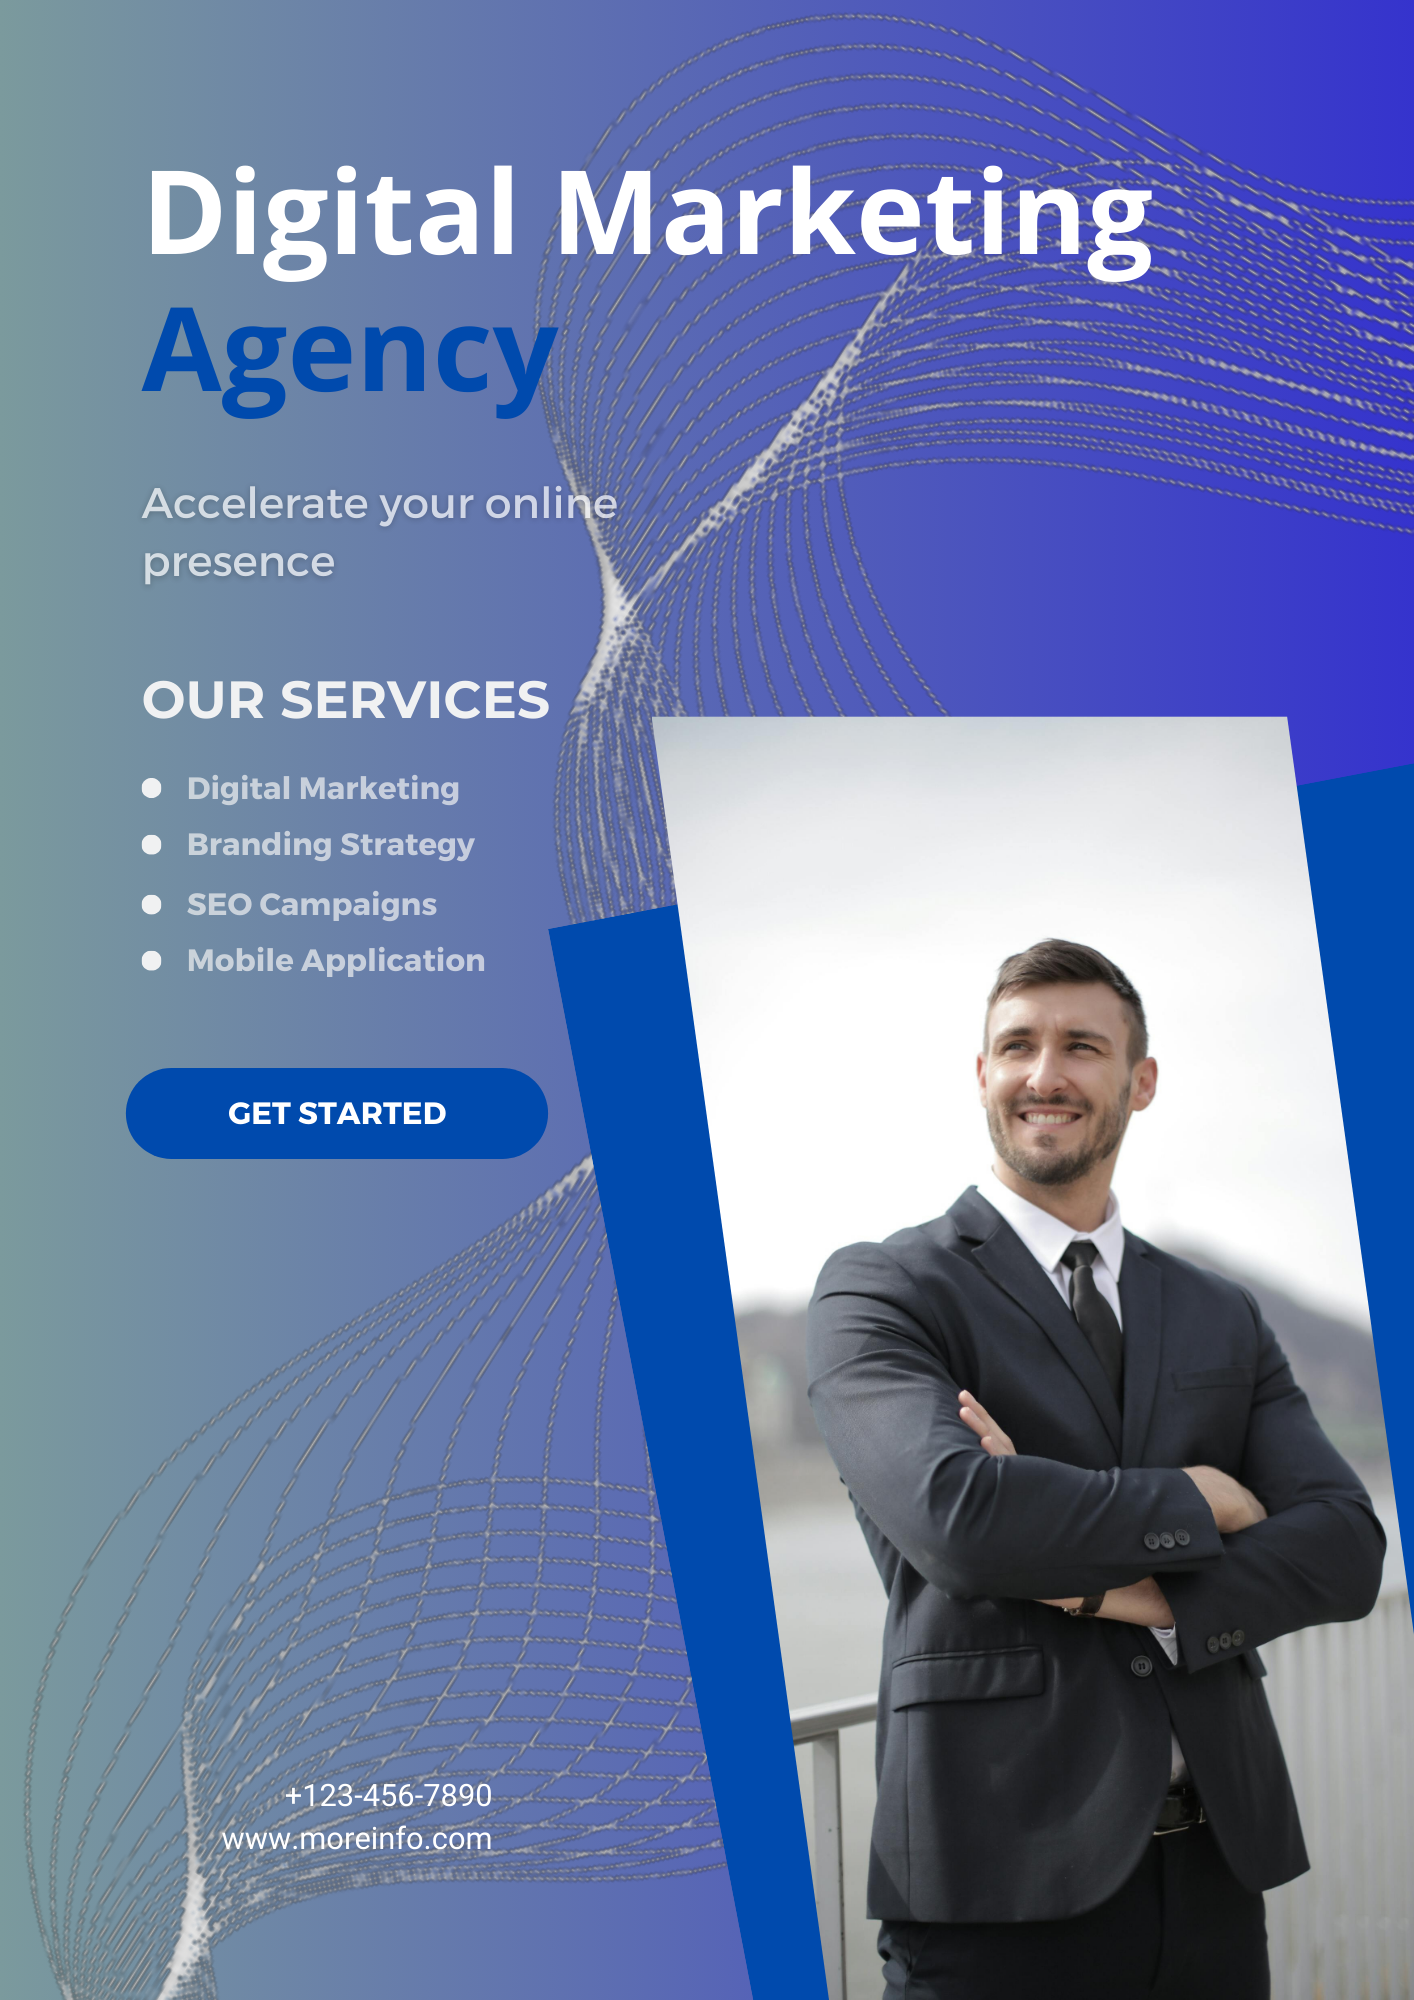 Digital Marketing
Agency
Accelerate your online
presence
OUR SERVICES
Digital Marketing
Branding Strategy
SEO Campaigns
Mobile Application
GET STARTED
+123-456-7890
www.moreinfo.com